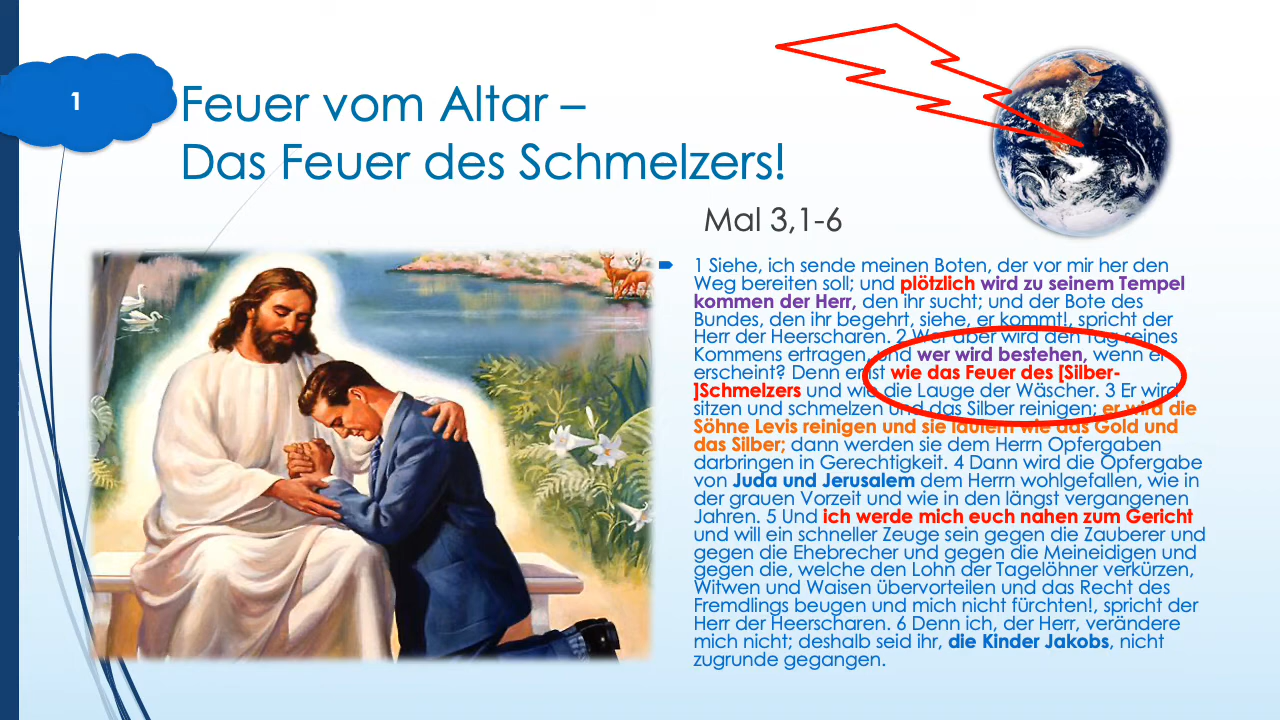 1
Feuer vom Altar –
Das Feuer des Schmelzers!
Mal 3,1-6
1 Siehe, ich sende meinen Boten, der vor mir her den
Weg bereiten soll; und plötzlich wird zu seinem Tempel
kommen der Herr, den ihr sucht; und der Bote des
Bundes, den ihr begehrt, siehe, er kommt!, spricht der
Herr der Heerscharen. 2 Wer aber wird den Tag seines
Kommens ertragen, und wer wird bestehen, wenn er
erscheint? Denn er ist wie das Feuer des [Silber-
]Schmelzers und wie die Lauge der Wäscher. 3 Er wird
sitzen und schmelzen und das Silber reinigen; er wird die
Söhne Levis reinigen und sie läutern wie das Gold und
das Silber; dann werden sie dem Herrn Opfergaben
darbringen in Gerechtigkeit. 4 Dann wird die Opfergabe
von Juda und Jerusalem dem Herrn wohlgefallen, wie in
der grauen Vorzeit und wie in den längst vergangenen
Jahren. 5 Und ich werde mich euch nahen zum Gericht
und will ein schneller Zeuge sein gegen die Zauberer und
gegen die Ehebrecher und gegen die Meineidigen und
gegen die, welche den Lohn der Tagelöhner verkürzen,
Witwen und Waisen übervorteilen und das Recht des
Fremdlings beugen und mich nicht fürchten!, spricht der
Herr der Heerscharen. 6 Denn ich, der Herr, verändere
mich nicht; deshalb seid ihr, die Kinder Jakobs, nicht
zugrunde gegangen.